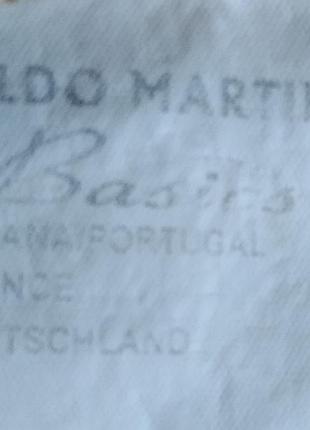 LDO MARTI
Basics
ANA/PORTUGAL
NCE
TSCHLAND